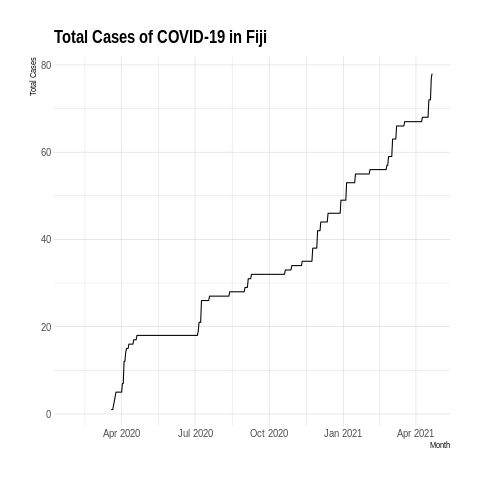 Total Cases of COVID-19 in Fiji
Total Cases
80
60
40
20
0
Apr 2020 Jul 2020 Oct 2020 Jan 2021 Apr 2021
Month